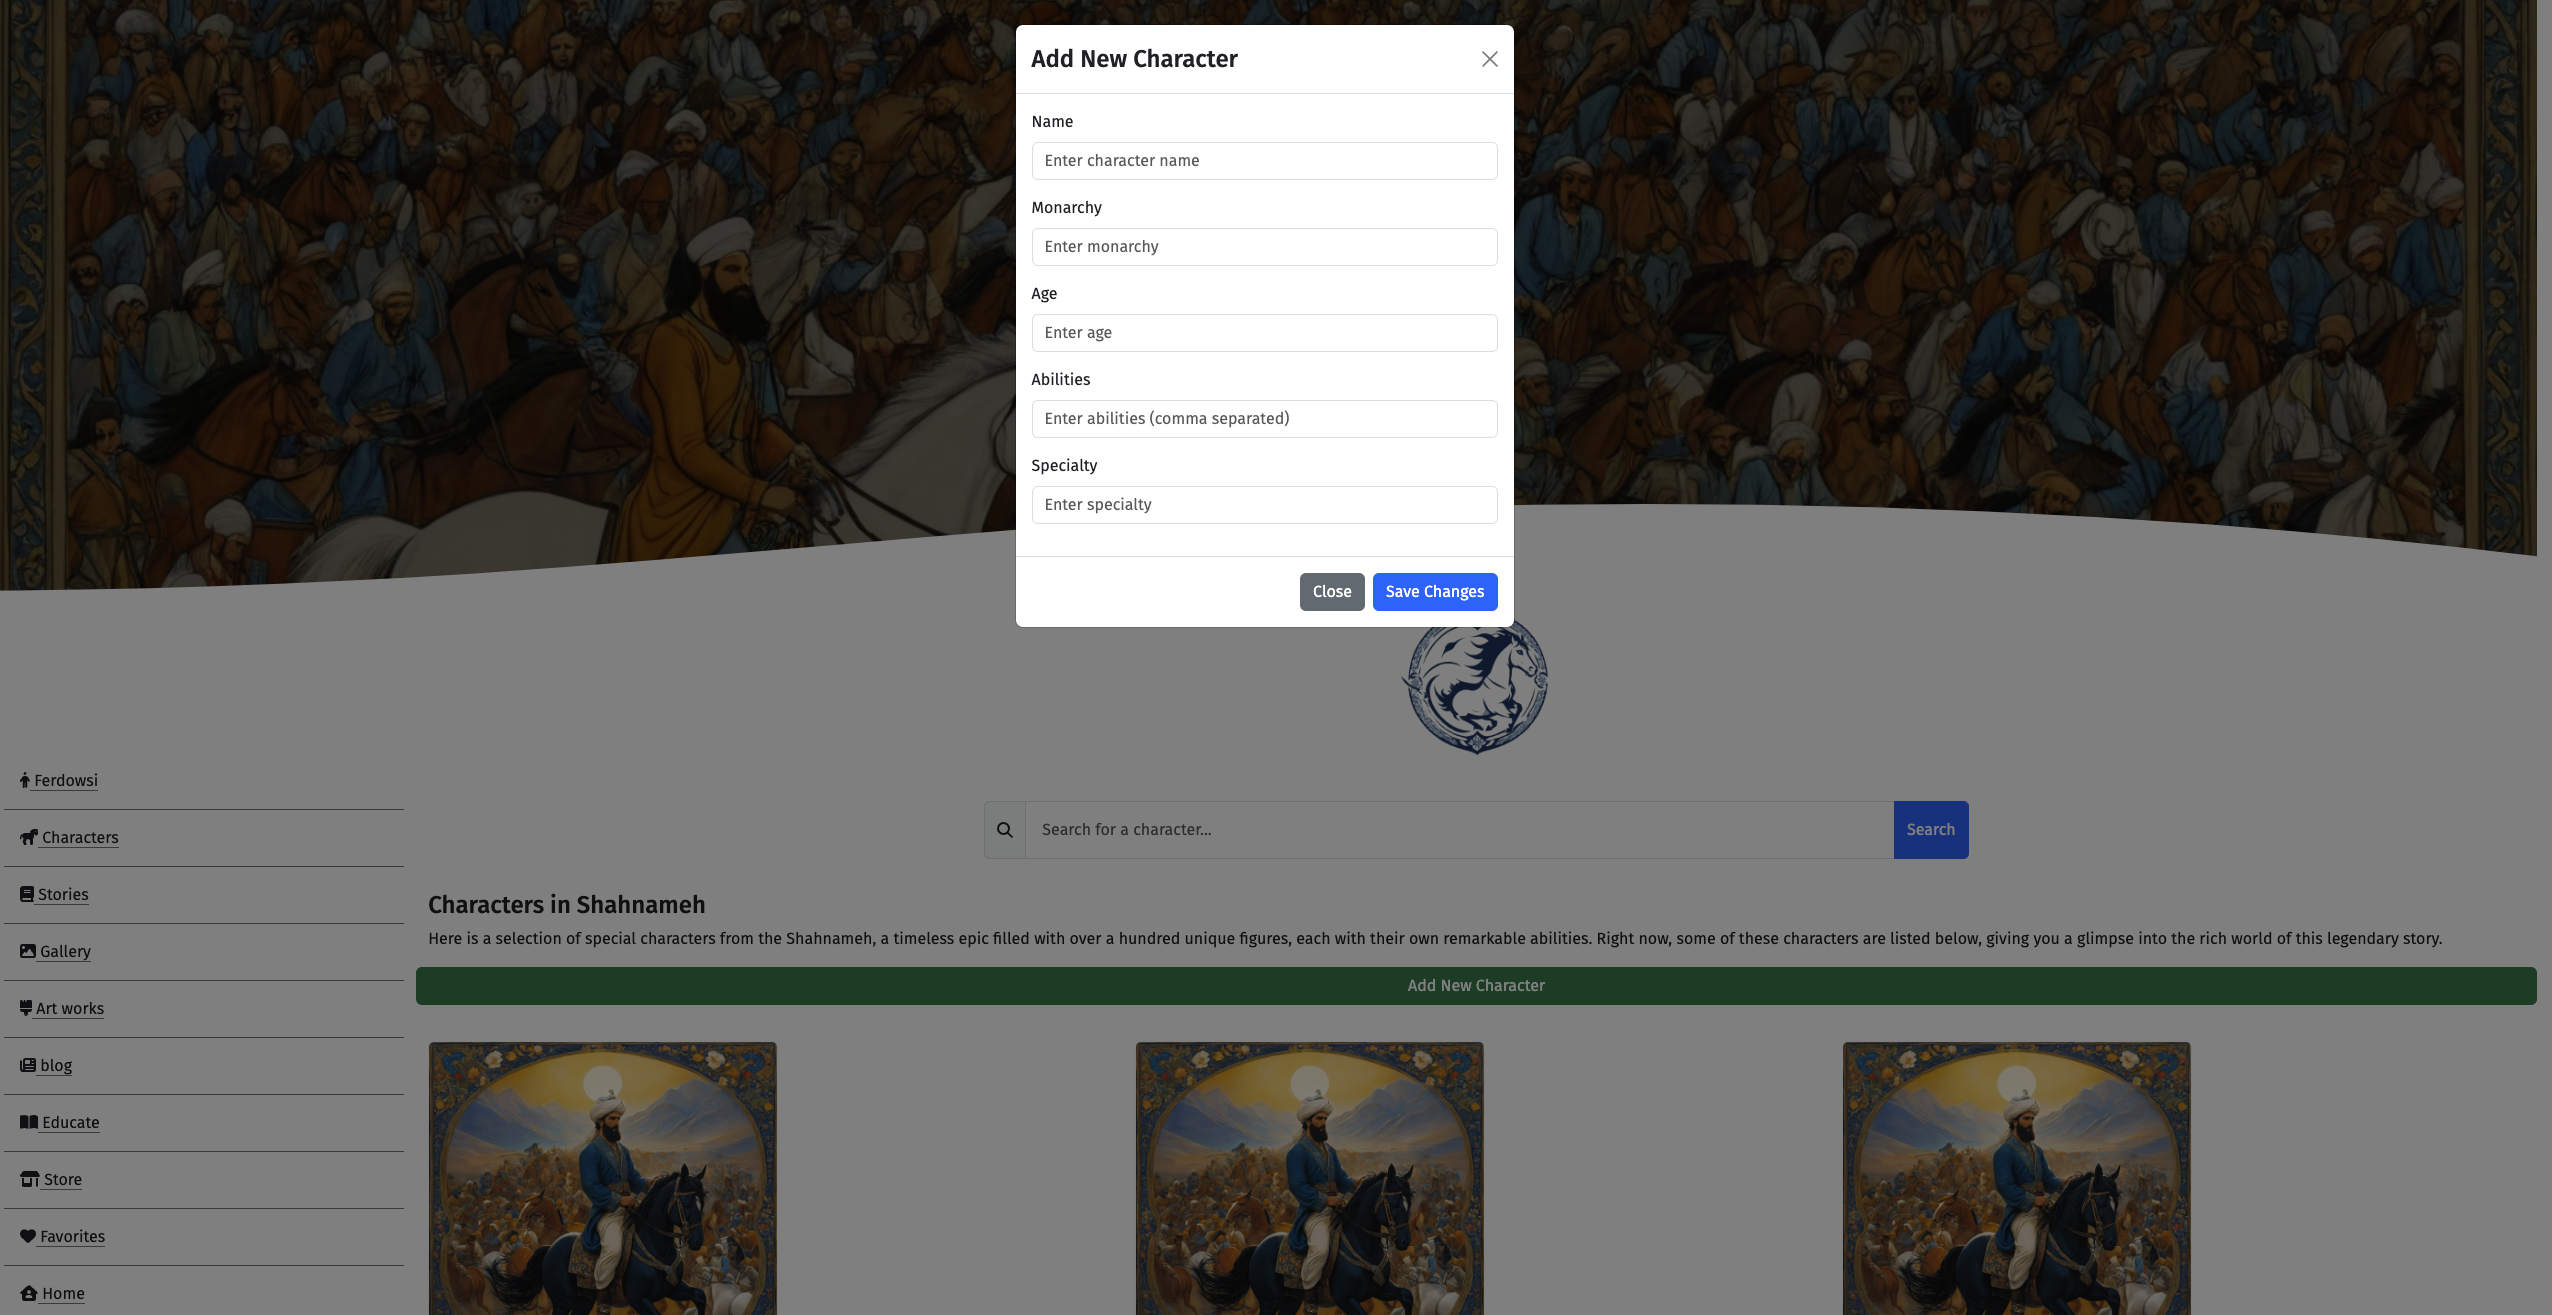 Add New Character
Name
Enter character name
Monarchy
Enter monarchy
Age
Enter age
Abilities
Enter abilities (comma separated)
Specialty
Enter specialty
Close Save Changes
Ferdowsi
Characters
Stories
Gallery
Art works
blog
Educate
Store
Favorites
Home
Search for a character... Search
Characters in Shahnameh
Here is a selection of special characters from the Shahnameh, a timeless epic filled with over a hundred unique figures, each with their own remarkable abilities. Right now, some of these characters are listed below, giving you a glimpse into the rich world of this legendary story.
Add New Character